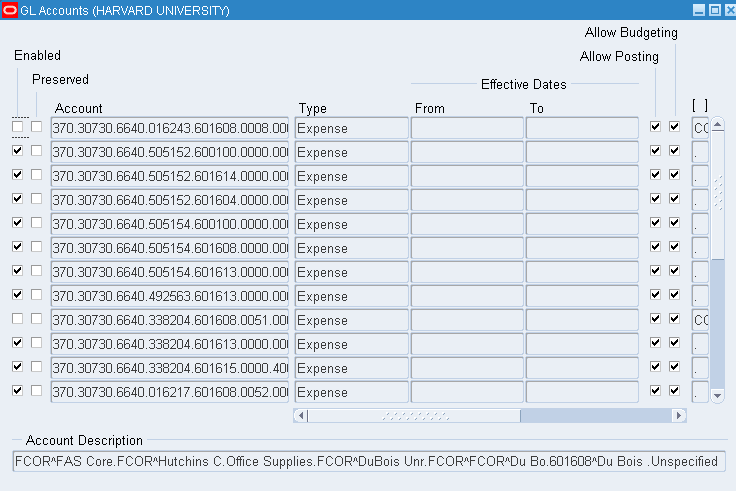 GL Accounts (HARVARD UNIVERSITY)
Allow Budgeting
Enabled
Allow Posting
Preserved
Effective Dates
Account Type From To [ ]
370.30730.6640.016243.601608.0008.000 Expense CO
370.30730.6640.505152.600100.0000.000 Expense .
370.30730.6640.505152.601614.0000.000 Expense .
370.30730.6640.505152.601604.0000.000 Expense .
370.30730.6640.505154.600100.0000.000 Expense .
370.30730.6640.505154.601608.0000.000 Expense .
370.30730.6640.505154.601613.0000.000 Expense .
370.30730.6640.492563.601613.0000.000 Expense .
370.30730.6640.338204.601608.0051.000 Expense CO
370.30730.6640.338204.601613.0000.000 Expense .
370.30730.6640.338204.601615.0000.400 Expense .
370.30730.6640.016217.601608.0052.000 Expense .
Account Description
FCOR^FAS Core.FCOR^Hutchins C.Office Supplies.FCOR^DuBois Unr.FCOR^FCOR^Du Bo.601608^Du Bois .Unspecified